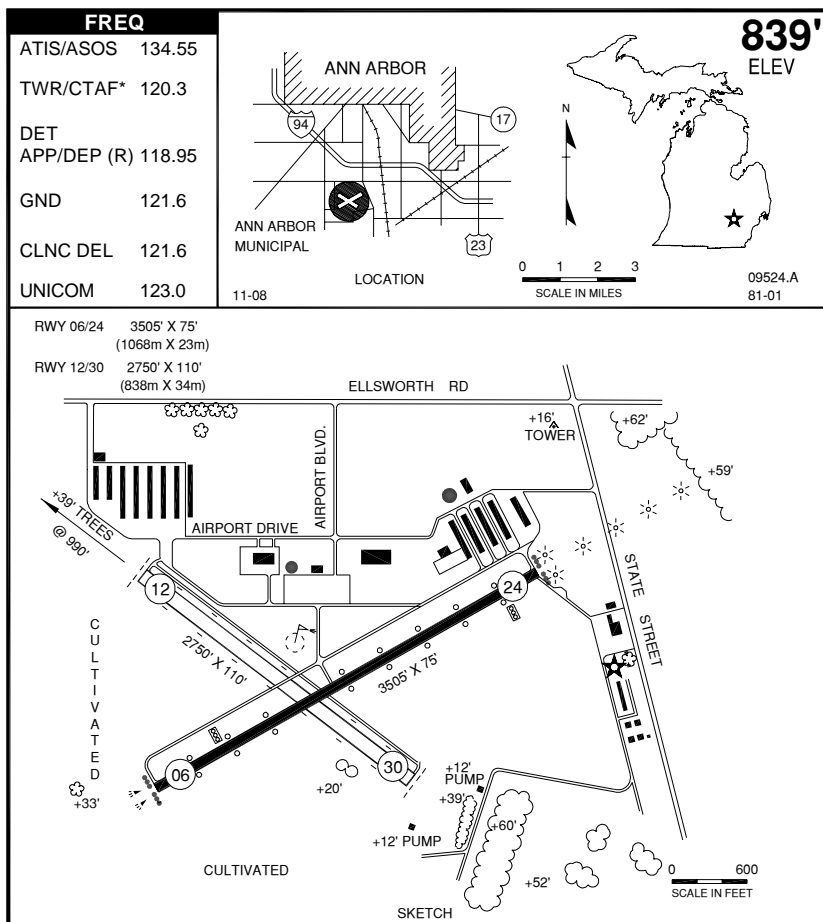 FREQ
ATIS/ASOS 134.55
TWR/CTAF* 120.3
DET
APP/DEP (R) 118.95
GND 121.6
CLNC DEL 121.6
UNICOM 123.0
ANN ARBOR
94
17
ANN ARBOR
MUNICIPAL
23
LOCATION
11-08
N
0 1 2 3
SCALE IN MILES
839'
ELEV
09524.A
81-01
RWY 06/24 3505' X 75'
(1068m X 23m)
RWY 12/30 2750' X 110'
(838m X 34m)
ELLSWORTH RD
+16'
TOWER
+62'
+59'
AIRPORT BLVD.
AIRPORT DRIVE
+39' TREES
@ 990'
12
24
STATE STREET
CULTIVATED
2750' X 110'
3505' X 75'
06
30
+33'
+20'
+12'
PUMP
+39'
+12' PUMP
+60'
+52'
CULTIVATED
0 600
SCALE IN FEET
SKETCH